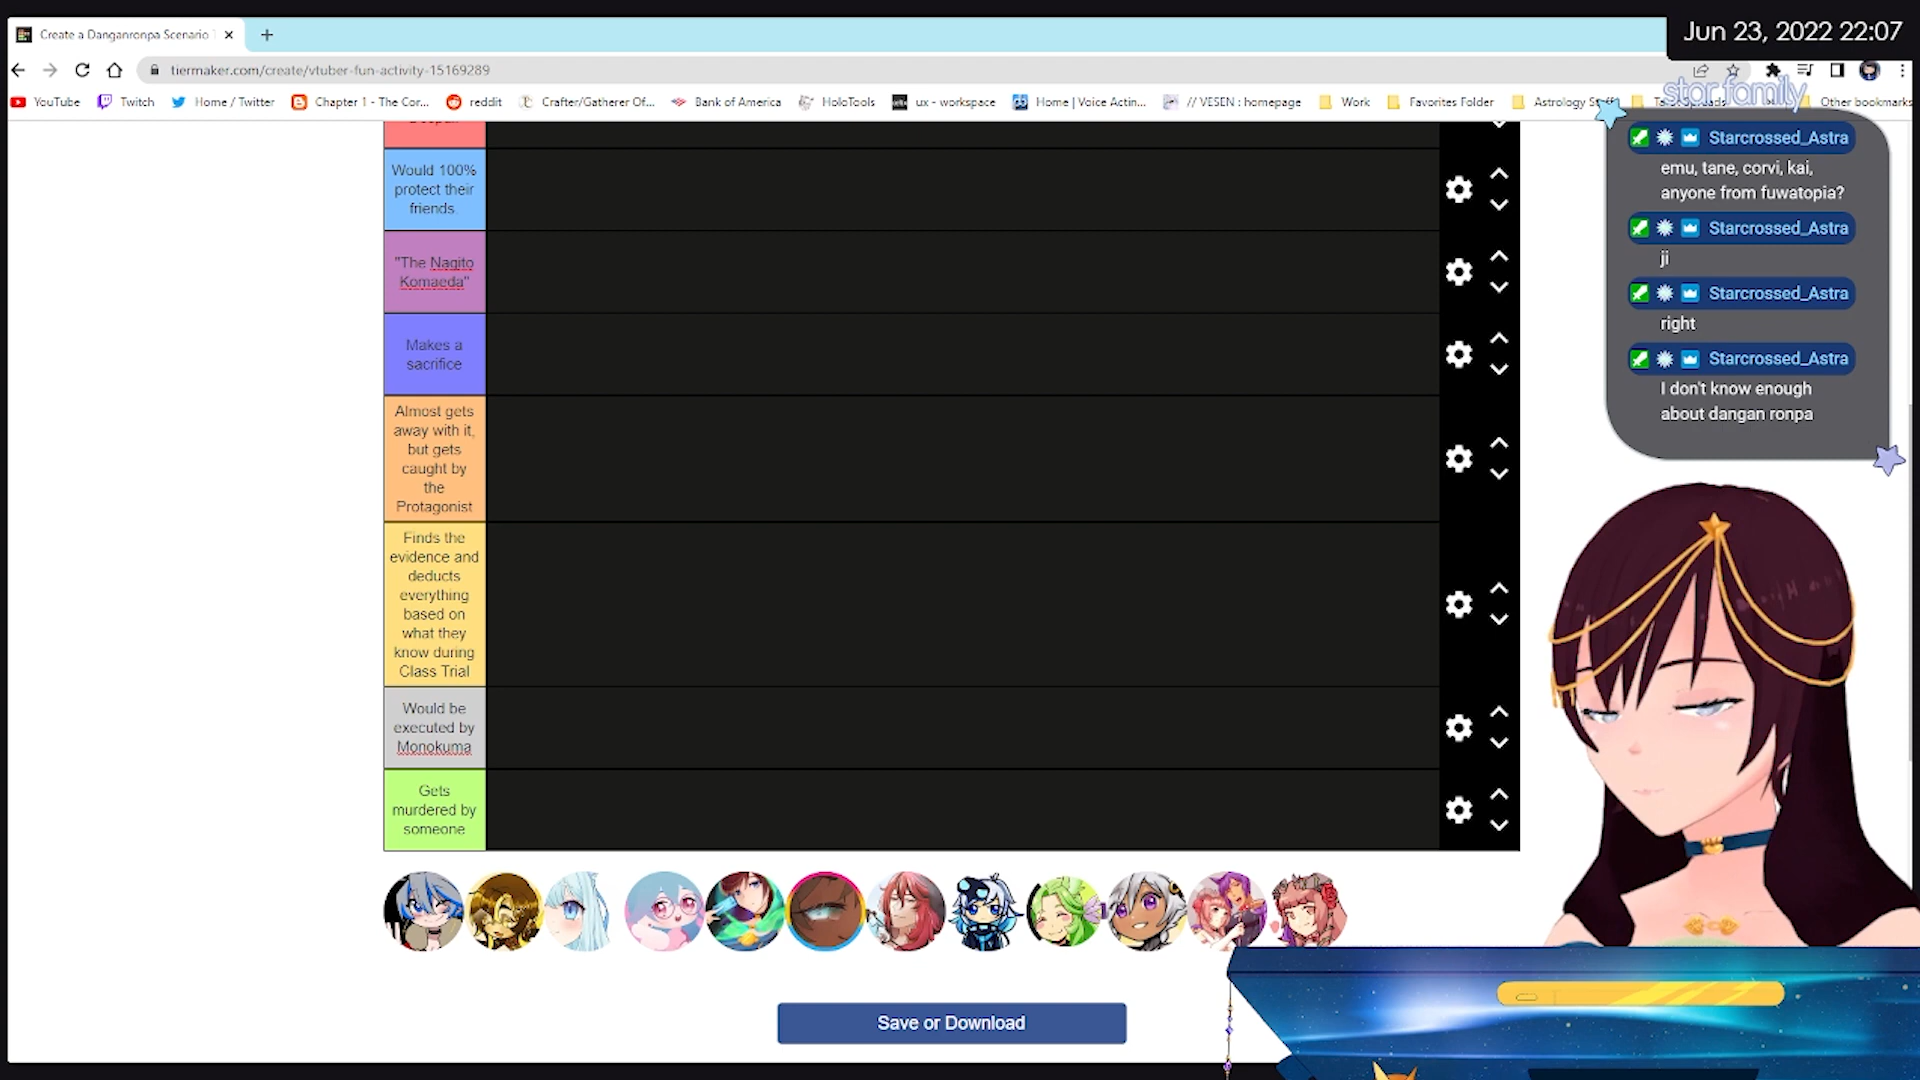 Create a Danganronpa Scenario T
Jun 23, 2022 22:07
tiermaker.com/create/vtuber-fun-activity-15169289
YouTube
Twitch
Home / Twitter
Chapter 1 - The Cor...
reddit
Crafter/Gatherer Of...
Bank of America
HoloTools
ux - workspace
Home | Voice Actin...
// VESEN : homepage
Work
Favorites Folder
Astrology Stuff
Other bookmarks
star family
Would 100%
protect their
friends.
"The Nagito
Komaeda"
Makes a
sacrifice
Almost gets
away with it,
but gets
caught by
the
Protagonist
Finds the
evidence and
deducts
everything
based on
what they
know during
Class Trial
Would be
executed by
Monokuma
Gets
murdered by
someone
Save or Download
Starcrossed_Astra
emu, tane, corvi, kai,
anyone from fuwatopia?
Starcrossed_Astra
ji
Starcrossed_Astra
right
Starcrossed_Astra
I don't know enough
about dangan ronpa